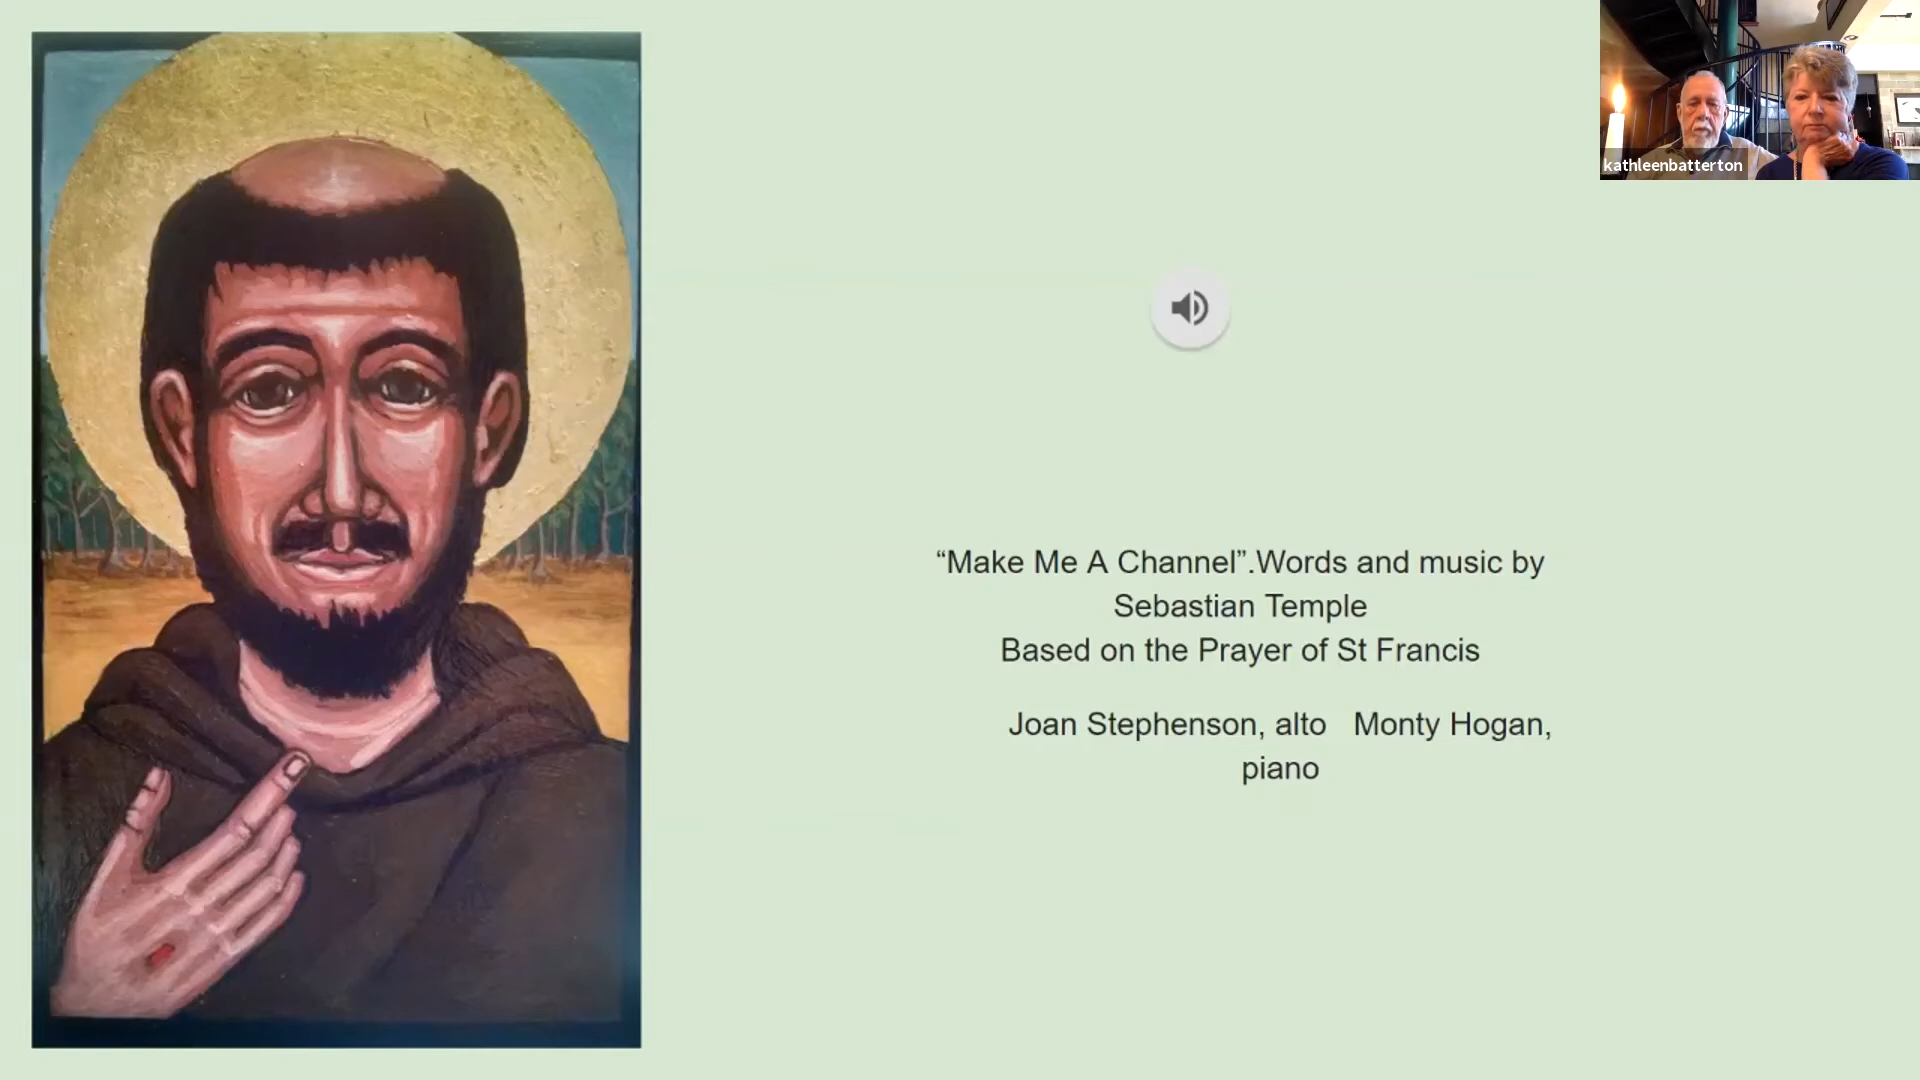 kathleenbatterton
“Make Me A Channel”.Words and music by
Sebastian Temple
Based on the Prayer of St Francis
Joan Stephenson, alto   Monty Hogan,
piano